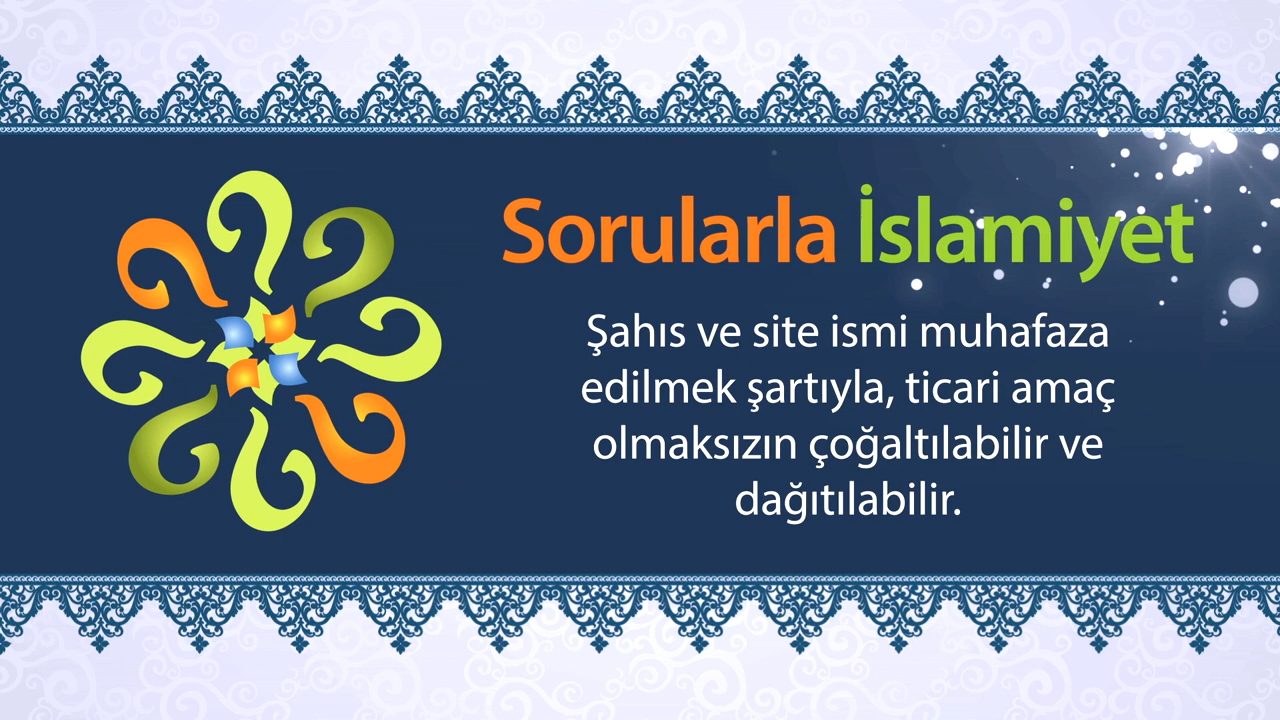 Sorularla İslamiyet
Şahıs ve site ismi muhafaza
edilmek şartıyla, ticari amaç
olmaksızın çoğaltılabilir ve
dağıtılabilir.